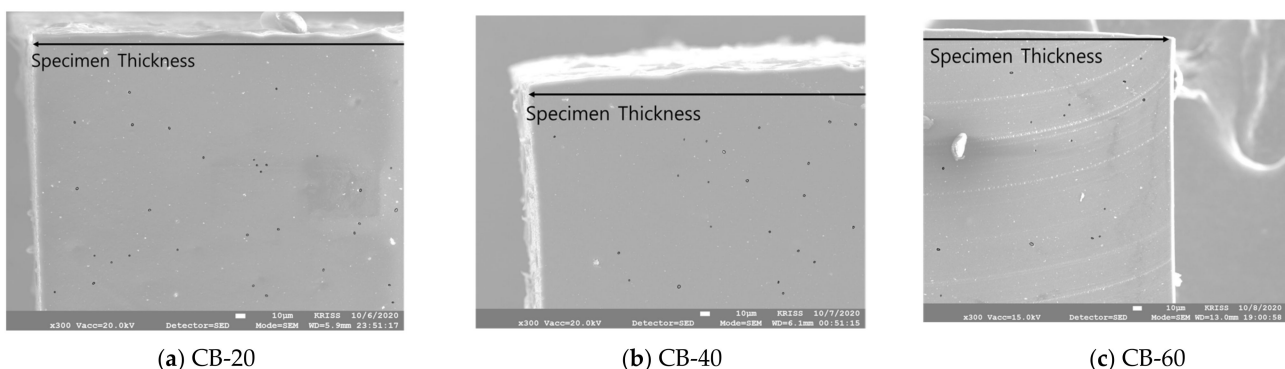 Specimen Thickness
10µm KRISS 10/6/2020
x300 Vacc=20.0kV Detector=SED Mode=SEM WD=5.9mm 23:51:17
(a) CB-20
Specimen Thickness
10µm KRISS 10/7/2020
x300 Vacc=20.0kV Detector=SED Mode=SEM WD=6.1mm 00:51:15
(b) CB-40
Specimen Thickness
10µm KRISS 10/8/2020
x300 Vacc=15.0kV Detector=SED Mode=SEM WD=13.0mm 19:00:58
(c) CB-60